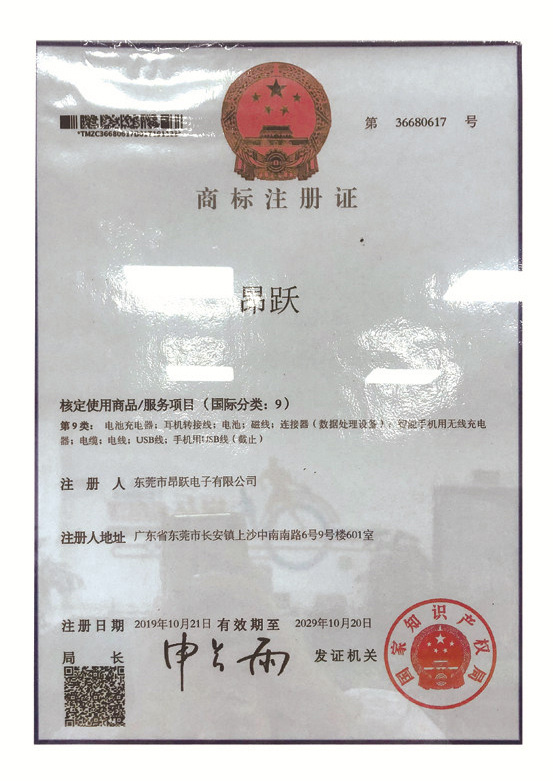 第 36680617 号
商标注册证
昂跃
核定使用商品/服务项目（国际分类：9）
第9类：电池充电器；耳机转接线；电池；磁线；连接器（数据处理设备）；智能手机用无线充电
器；电缆；电线；USB线；手机用USB线（截止）
注册人 东莞市昂跃电子有限公司
注册人地址 广东省东莞市长安镇上沙中南南路6号9号楼601室
注册日期 2019年10月21日 有效期至 2029年10月20日
局长 申长雨 发证机关
国家知识产权局